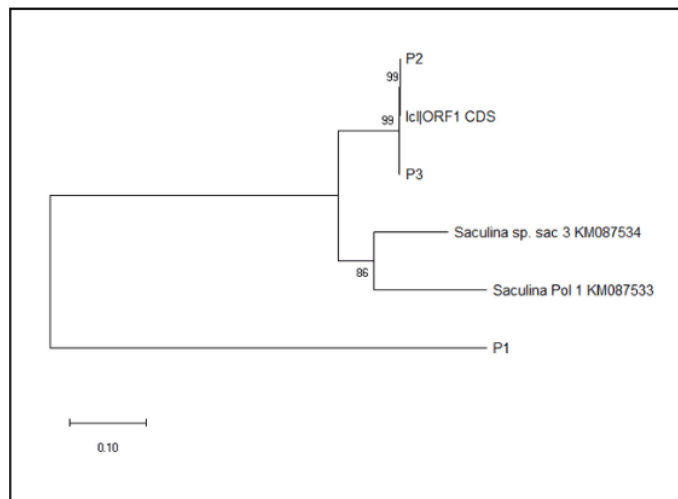 P2
99
lcl|ORF1 CDS
99
P3
Saculina sp. sac 3 KM087534
86
Saculina Pol 1 KM087533
P1
0.10